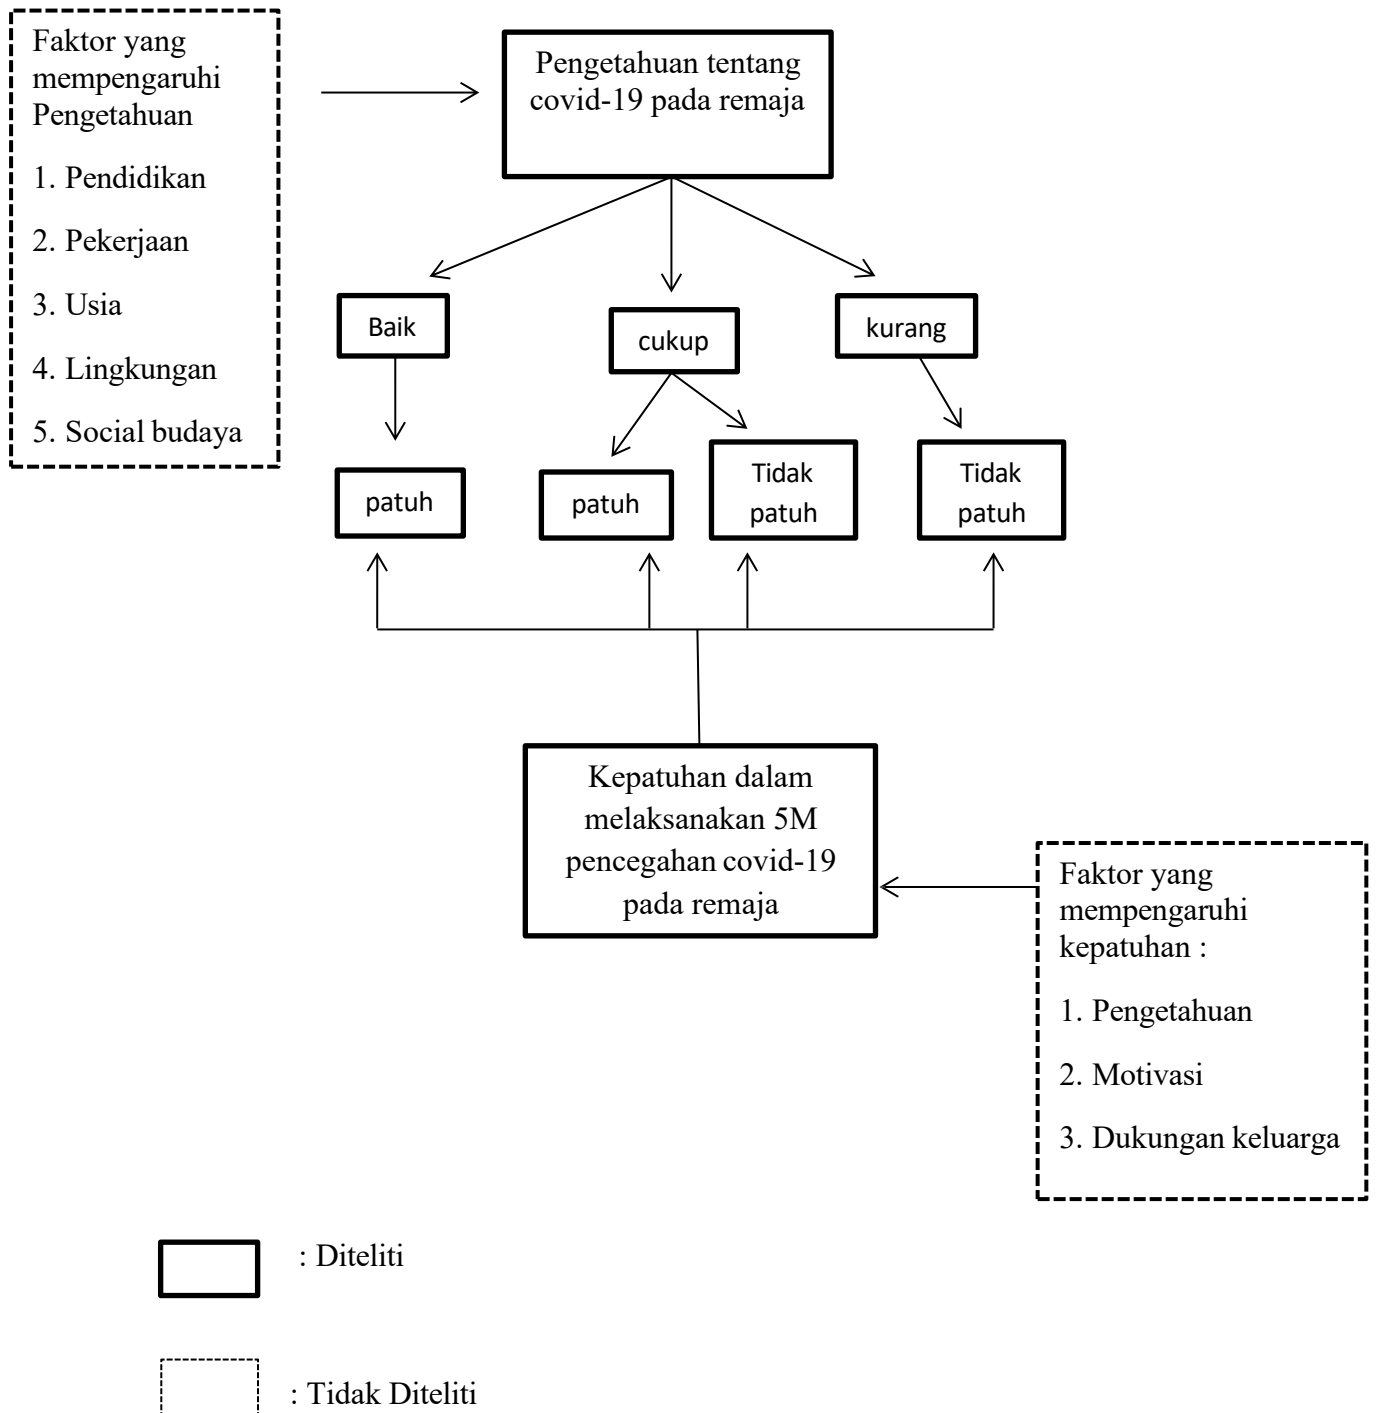 Faktor yang
mempengaruhi
Pengetahuan
1. Pendidikan
2. Pekerjaan
3. Usia
4. Lingkungan
5. Social budaya
Pengetahuan tentang
covid-19 pada remaja
Baik
cukup
kurang
patuh
patuh
Tidak
patuh
Tidak
patuh
Kepatuhan dalam
melaksanakan 5M
pencegahan covid-19
pada remaja
Faktor yang
mempengaruhi
kepatuhan :
1. Pengetahuan
2. Motivasi
3. Dukungan keluarga
: Diteliti
: Tidak Diteliti